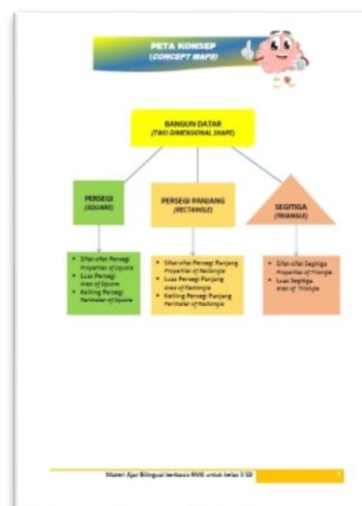 PETA KONSEP
(CONCEPT MAPS)
BANGUN DATAR
(TWO DIMENSIONAL SHAPE)
PERSEGI
(SQUARE)
PERSEGI PANJANG
(RECTANGLE)
SEGITIGA
(TRIANGLE)
• Sifat-sifat Persegi
Properties of Square
• Luas Persegi
Area of Square
• Keliling Persegi
Perimeter of Square
• Sifat-sifat Persegi Panjang
Properties of Rectangle
• Luas Persegi Panjang
Area of Rectangle
• Keliling Persegi Panjang
Perimeter of Rectangle
• Sifat-sifat Segitiga
Properties of Triangle
• Luas Segitiga
Area of Triangle
Materi Ajar Bilingual berbasis RME untuk kelas 3 SD